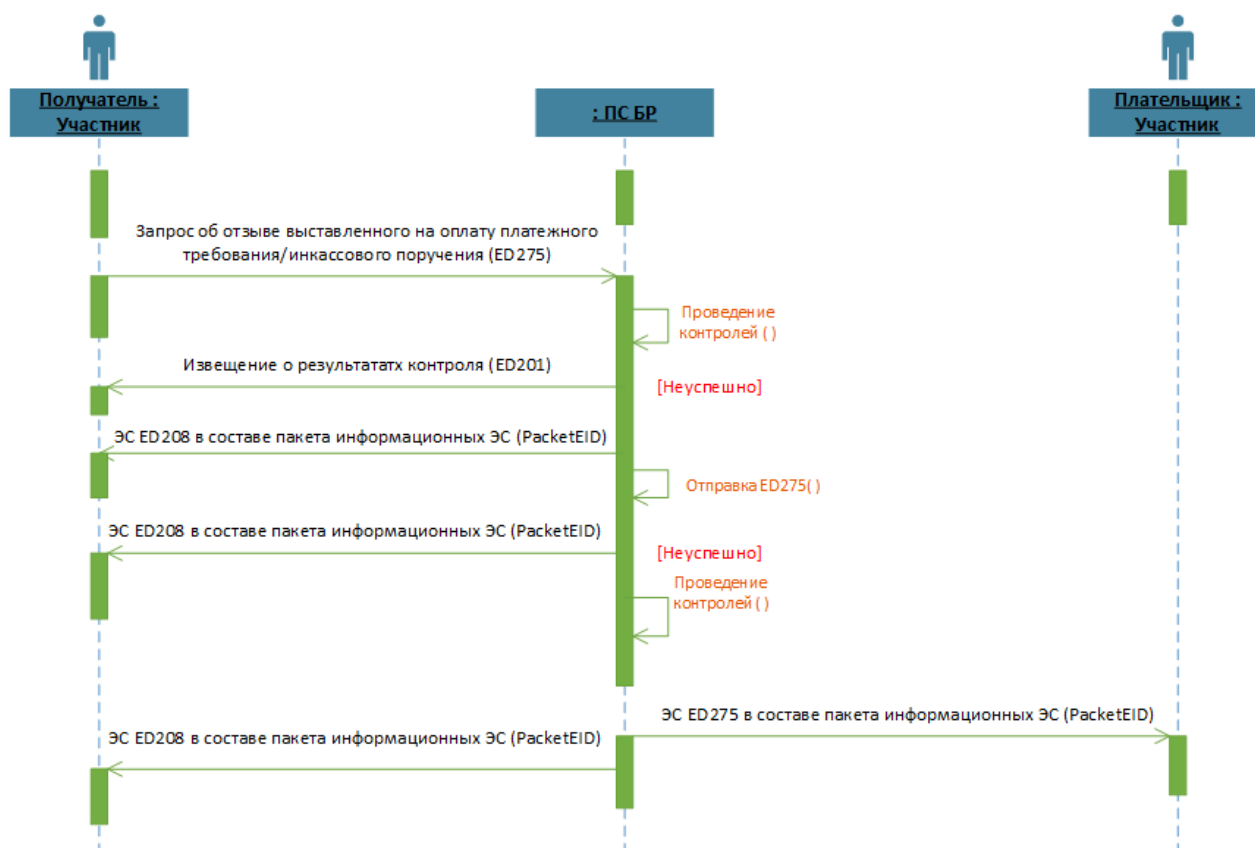 Получатель :
Участник
: ПС БР
Плательщик :
Участник
Запрос об отзыве выставленного на оплату платежного
требования/инкассового поручения (ED275)
Проведение
контролей ( )
Извещение о результататх контроля (ED201)
[Неуспешно]
ЭС ED208 в составе пакета информационных ЭС (PacketEID)
Отправка ED275( )
ЭС ED208 в составе пакета информационных ЭС (PacketEID)
[Неуспешно]
Проведение
контролей ( )
ЭС ED275 в составе пакета информационных ЭС (PacketEID)
ЭС ED208 в составе пакета информационных ЭС (PacketEID)